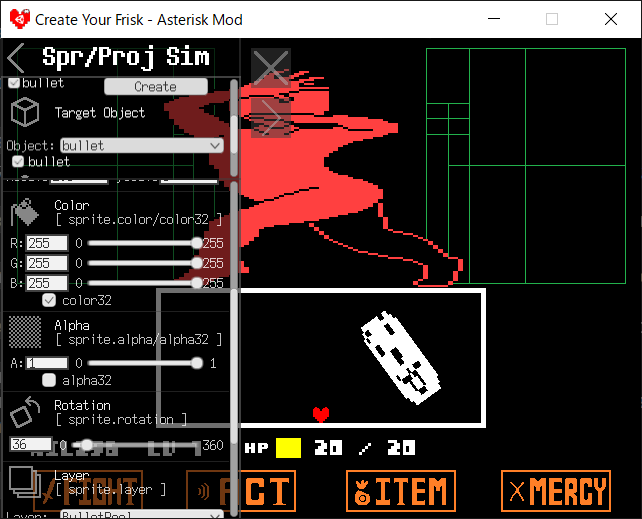 Create Your Frisk - Asterisk Mod
Spr/Proj Sim
bullet
Create
Target Object
Object: bullet
bullet
Color
[ sprite.color/color32 ]
R: 255 0 255
G: 255 0 255
B: 255 0 255
color32
Alpha
[ sprite.alpha/alpha32 ]
A: 1 0 1
alpha32
Rotation
[ sprite.rotation ]
36 0 360
HP 20 / 20
Layer
[ sprite.layer ]
FIGHT ACT ITEM MERCY
Layer: BulletPool